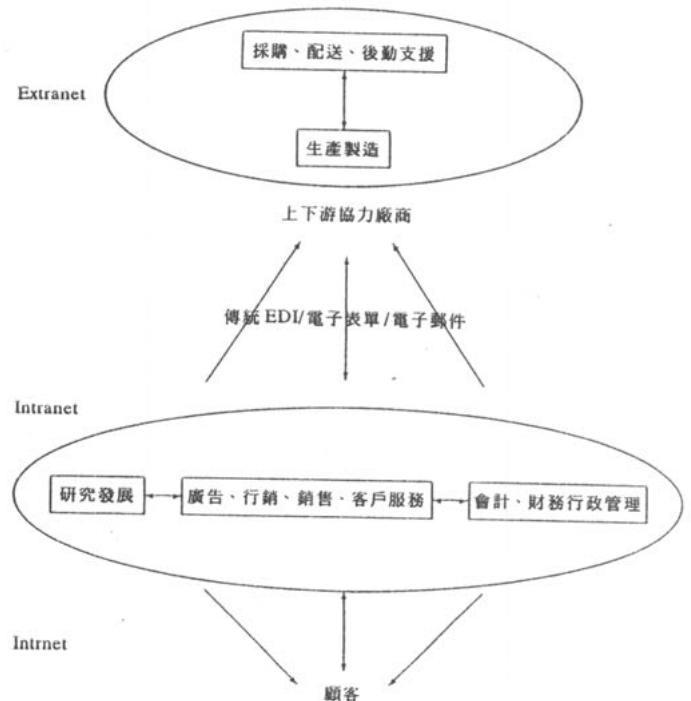 採購、配送、後勤支援
Extranet
生產製造
上下游協力廠商
傳統 EDI/電子表單/電子郵件
Intranet
研究發展
廣告、行銷、銷售、客戶服務
會計、財務行政管理
Intrnet
顧客